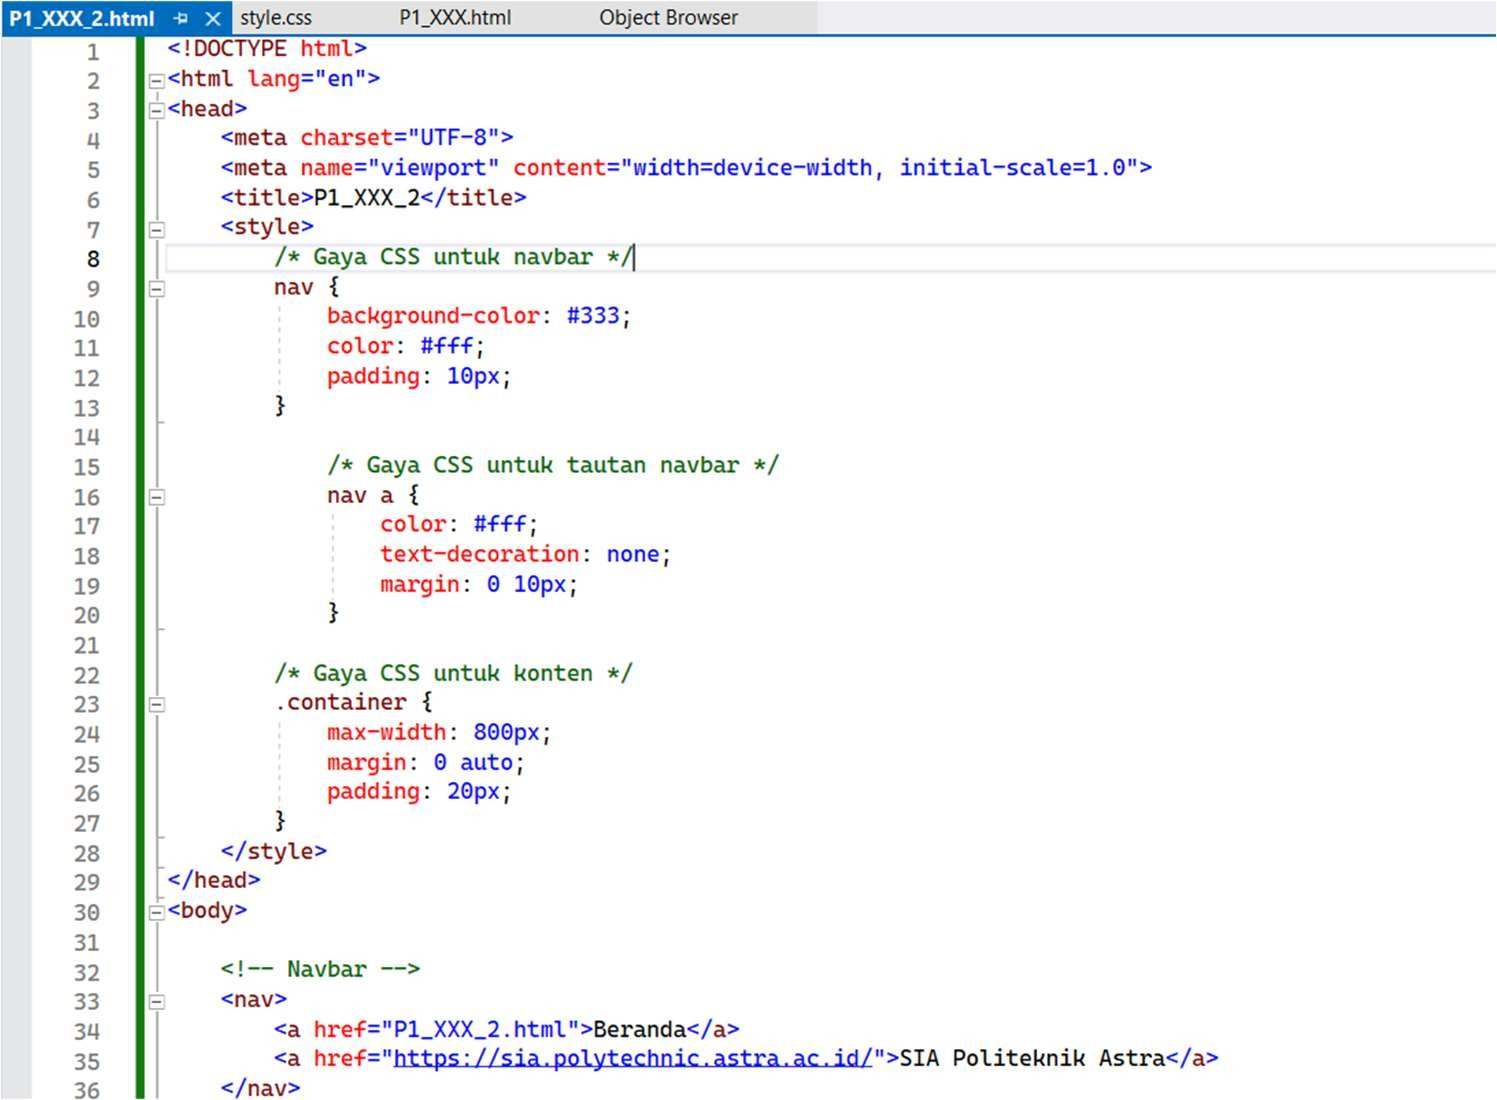 P1_XXX_2.html style.css P1_XXX.html Object Browser
1 <!DOCTYPE html>
2 <html lang="en">
3 <head>
4 <meta charset="UTF-8">
5 <meta name="viewport" content="width=device-width, initial-scale=1.0">
6 <title>P1_XXX_2</title>
7 <style>
8 /* Gaya CSS untuk navbar */
9 nav {
10 background-color: #333;
11 color: #fff;
12 padding: 10px;
13 }
14
15 /* Gaya CSS untuk tautan navbar */
16 nav a {
17 color: #fff;
18 text-decoration: none;
19 margin: 0 10px;
20 }
21
22 /* Gaya CSS untuk konten */
23 .container {
24 max-width: 800px;
25 margin: 0 auto;
26 padding: 20px;
27 }
28 </style>
29 </head>
30 <body>
31
32 <!-- Navbar -->
33 <nav>
34 <a href="P1_XXX_2.html">Beranda</a>
35 <a href="https://sia.polytechnic.astra.ac.id/">SIA Politeknik Astra</a>
36 </nav>